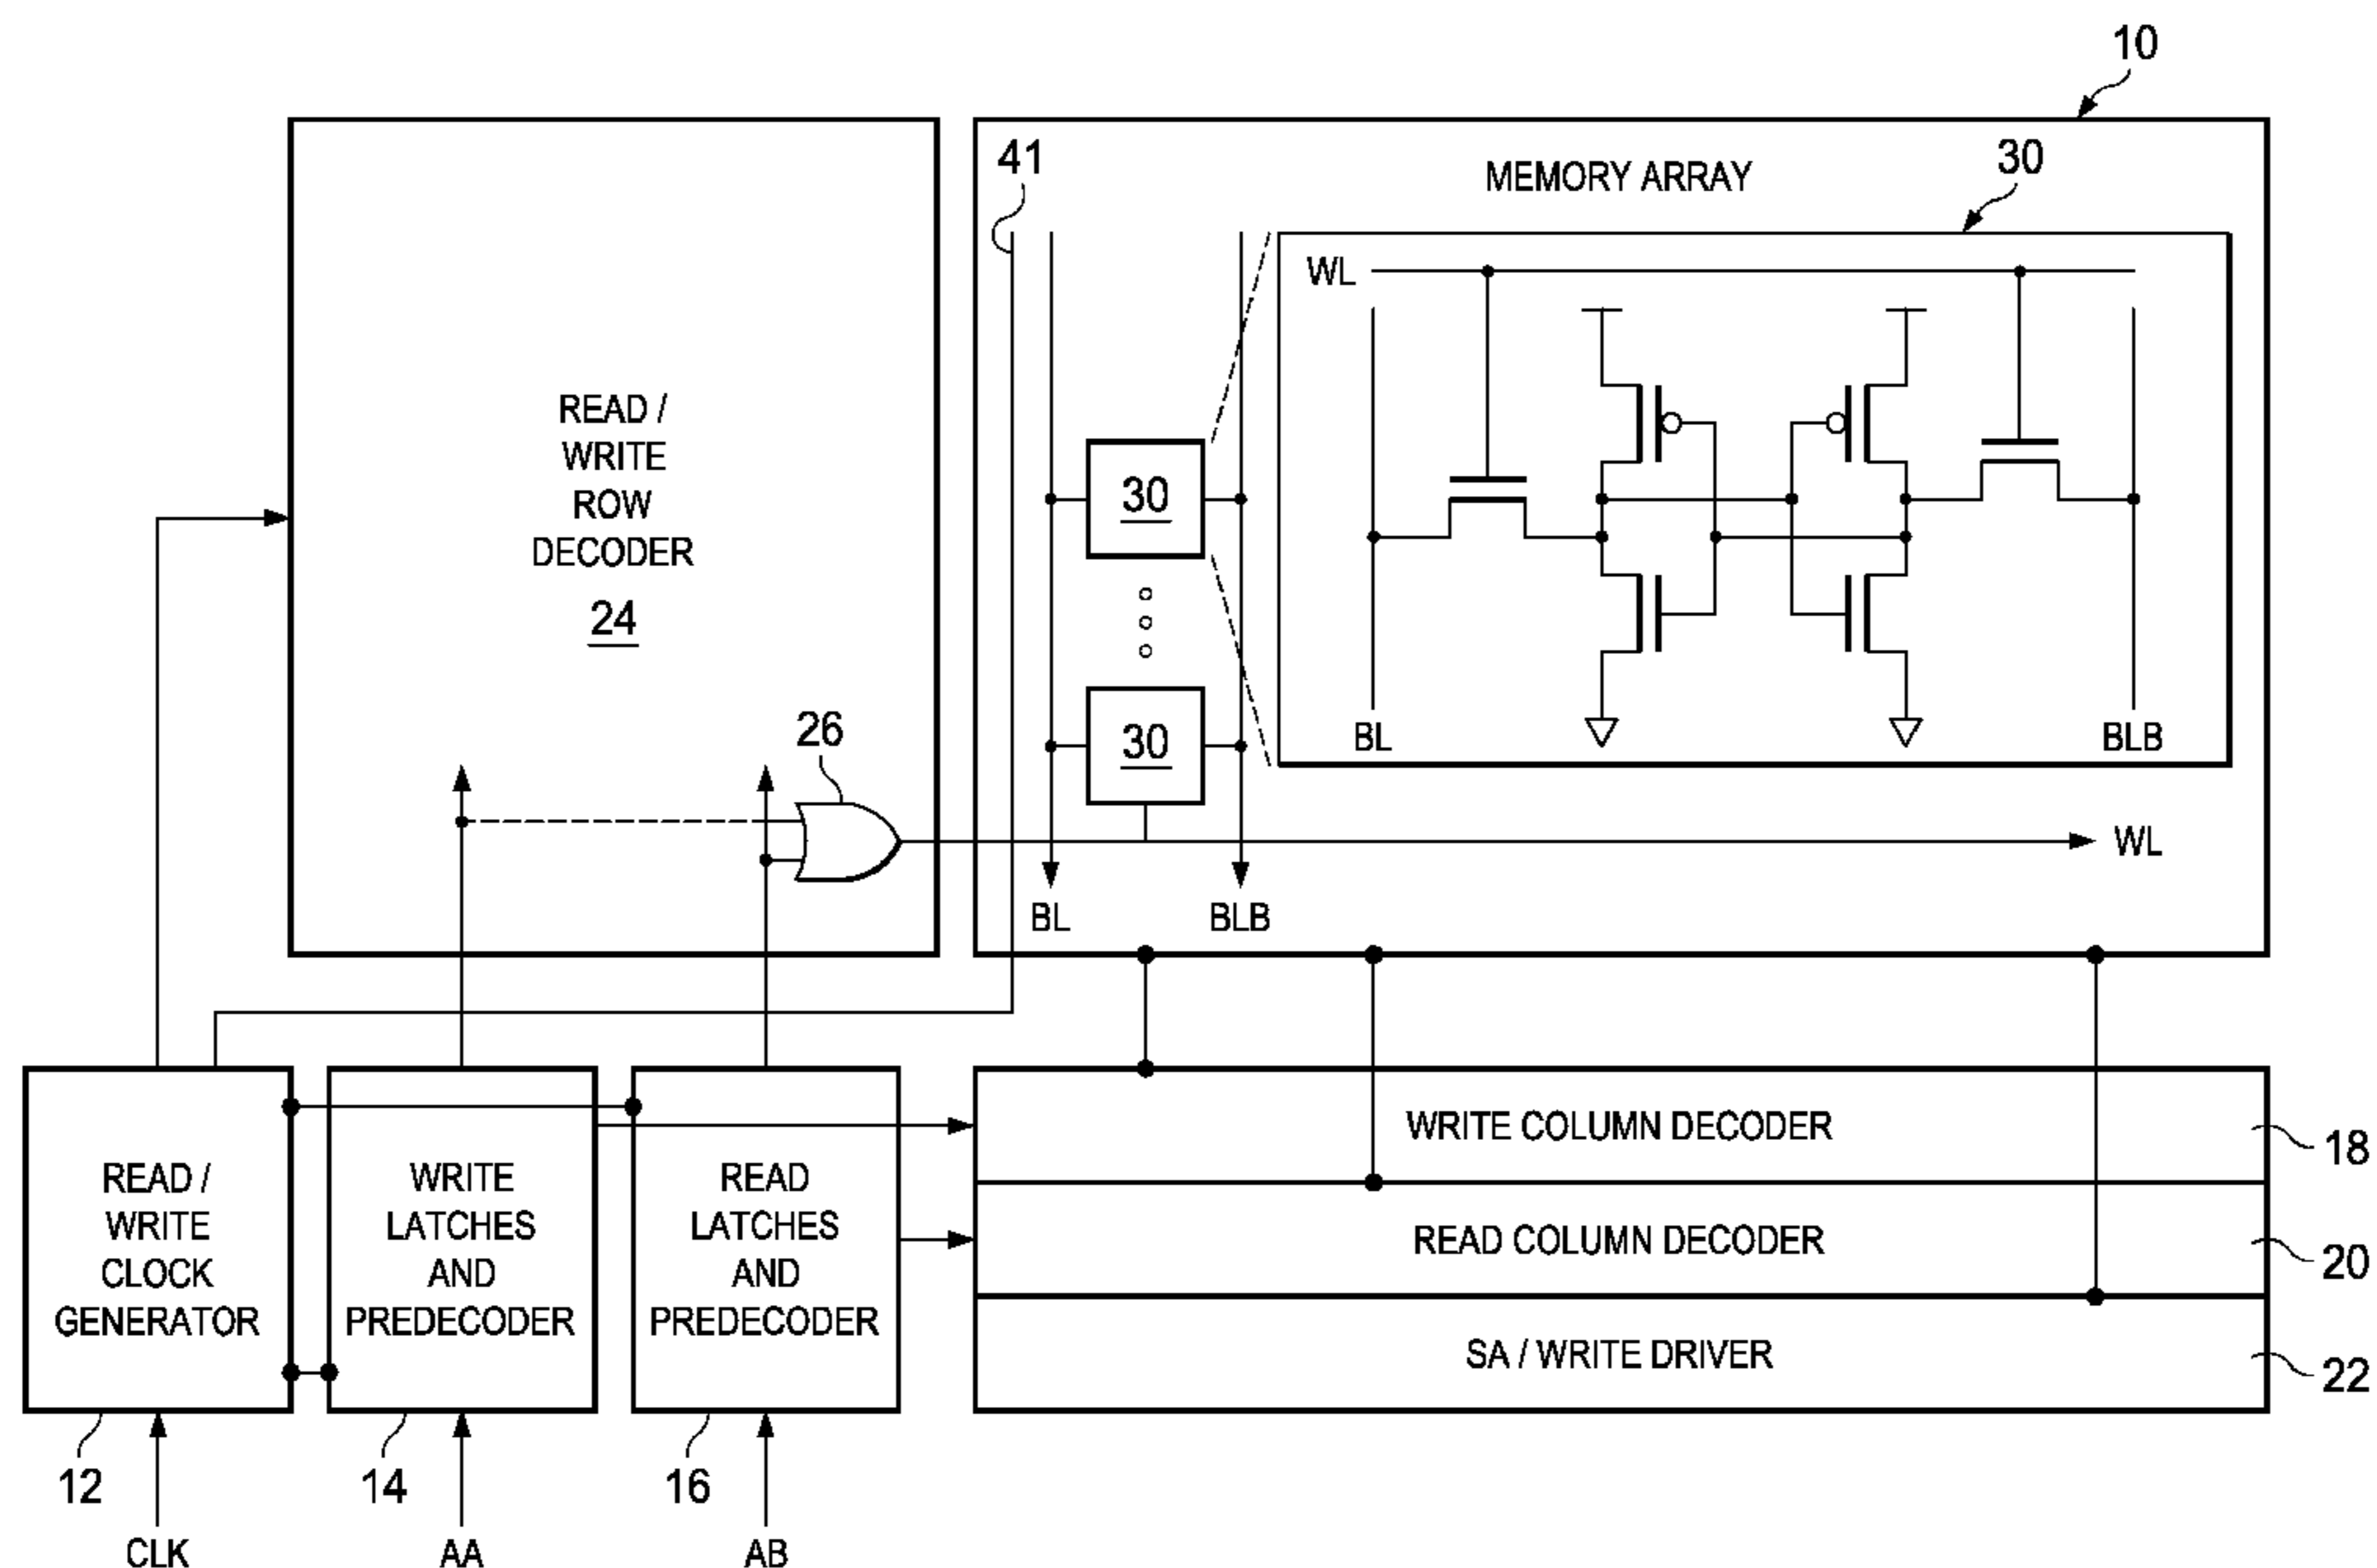 10
41
MEMORY ARRAY
30
WL
READ /
WRITE
ROW
DECODER
24
30
30
BL
BLB
26
WL
BL
BLB
READ /
WRITE
CLOCK
GENERATOR
WRITE
LATCHES
AND
PREDECODER
READ
LATCHES
AND
PREDECODER
WRITE COLUMN DECODER
18
READ COLUMN DECODER
20
SA / WRITE DRIVER
22
12
14
16
CLK
AA
AB